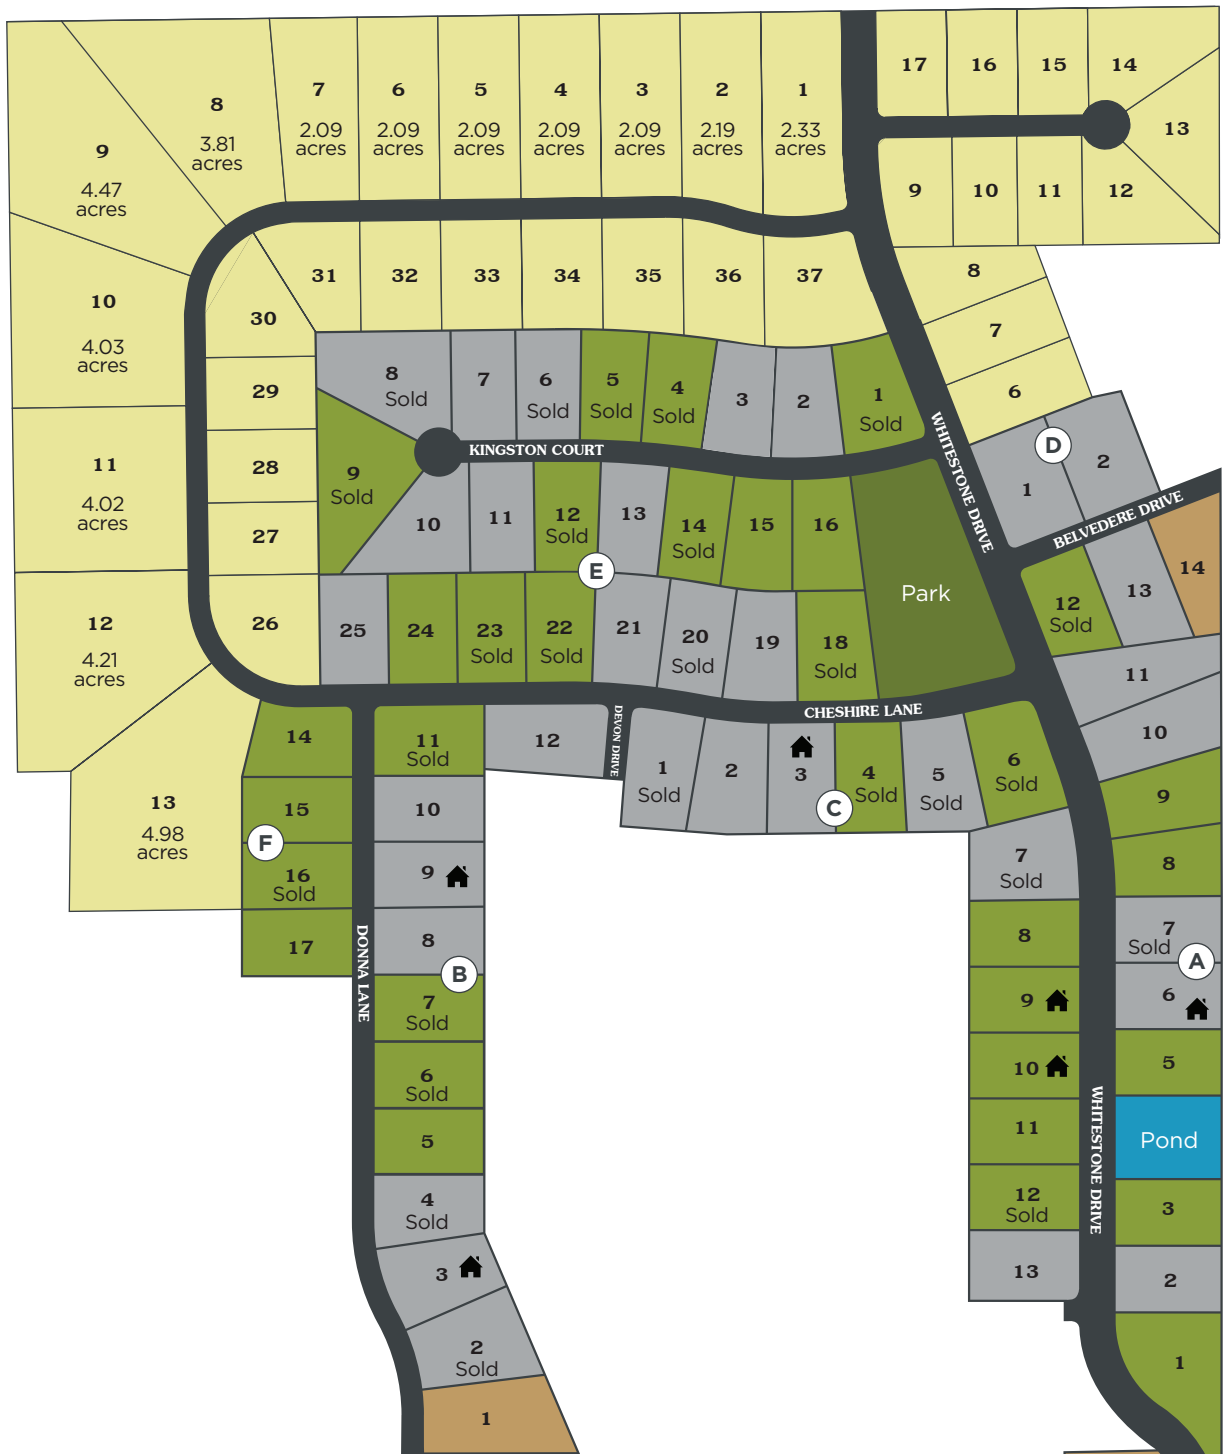 7
2.09
acres
6
2.09
acres
5
2.09
acres
4
2.09
acres
3
2.09
acres
2
2.19
acres
1
2.33
acres
8
3.81
acres
9
4.47
acres
17
16
15
14
13
9
10
11
12
10
4.03
acres
30
31
32
33
34
35
36
37
8
7
6
29
28
27
26
11
4.02
acres
12
4.21
acres
13
4.98
acres
8
Sold
7
6
Sold
5
Sold
4
Sold
3
2
1
Sold
KINGSTON COURT
WHITESTONE DRIVE
D
1
2
BELVEDERE DRIVE
9
Sold
10
11
12
Sold
13
14
Sold
15
16
Park
E
25
24
23
Sold
22
Sold
21
20
Sold
19
18
Sold
12
Sold
13
14
11
10
9
8
7
Sold
A
6
5
Pond
3
2
1
CHESHIRE LANE
DEVON DRIVE
14
15
F
16
Sold
17
11
Sold
12
10
9
8
B
7
Sold
6
Sold
5
4
Sold
3
2
Sold
1
DONNA LANE
1
Sold
2
3
C
4
Sold
5
Sold
6
Sold
7
Sold
8
9
10
11
12
Sold
13
WHITESTONE DRIVE